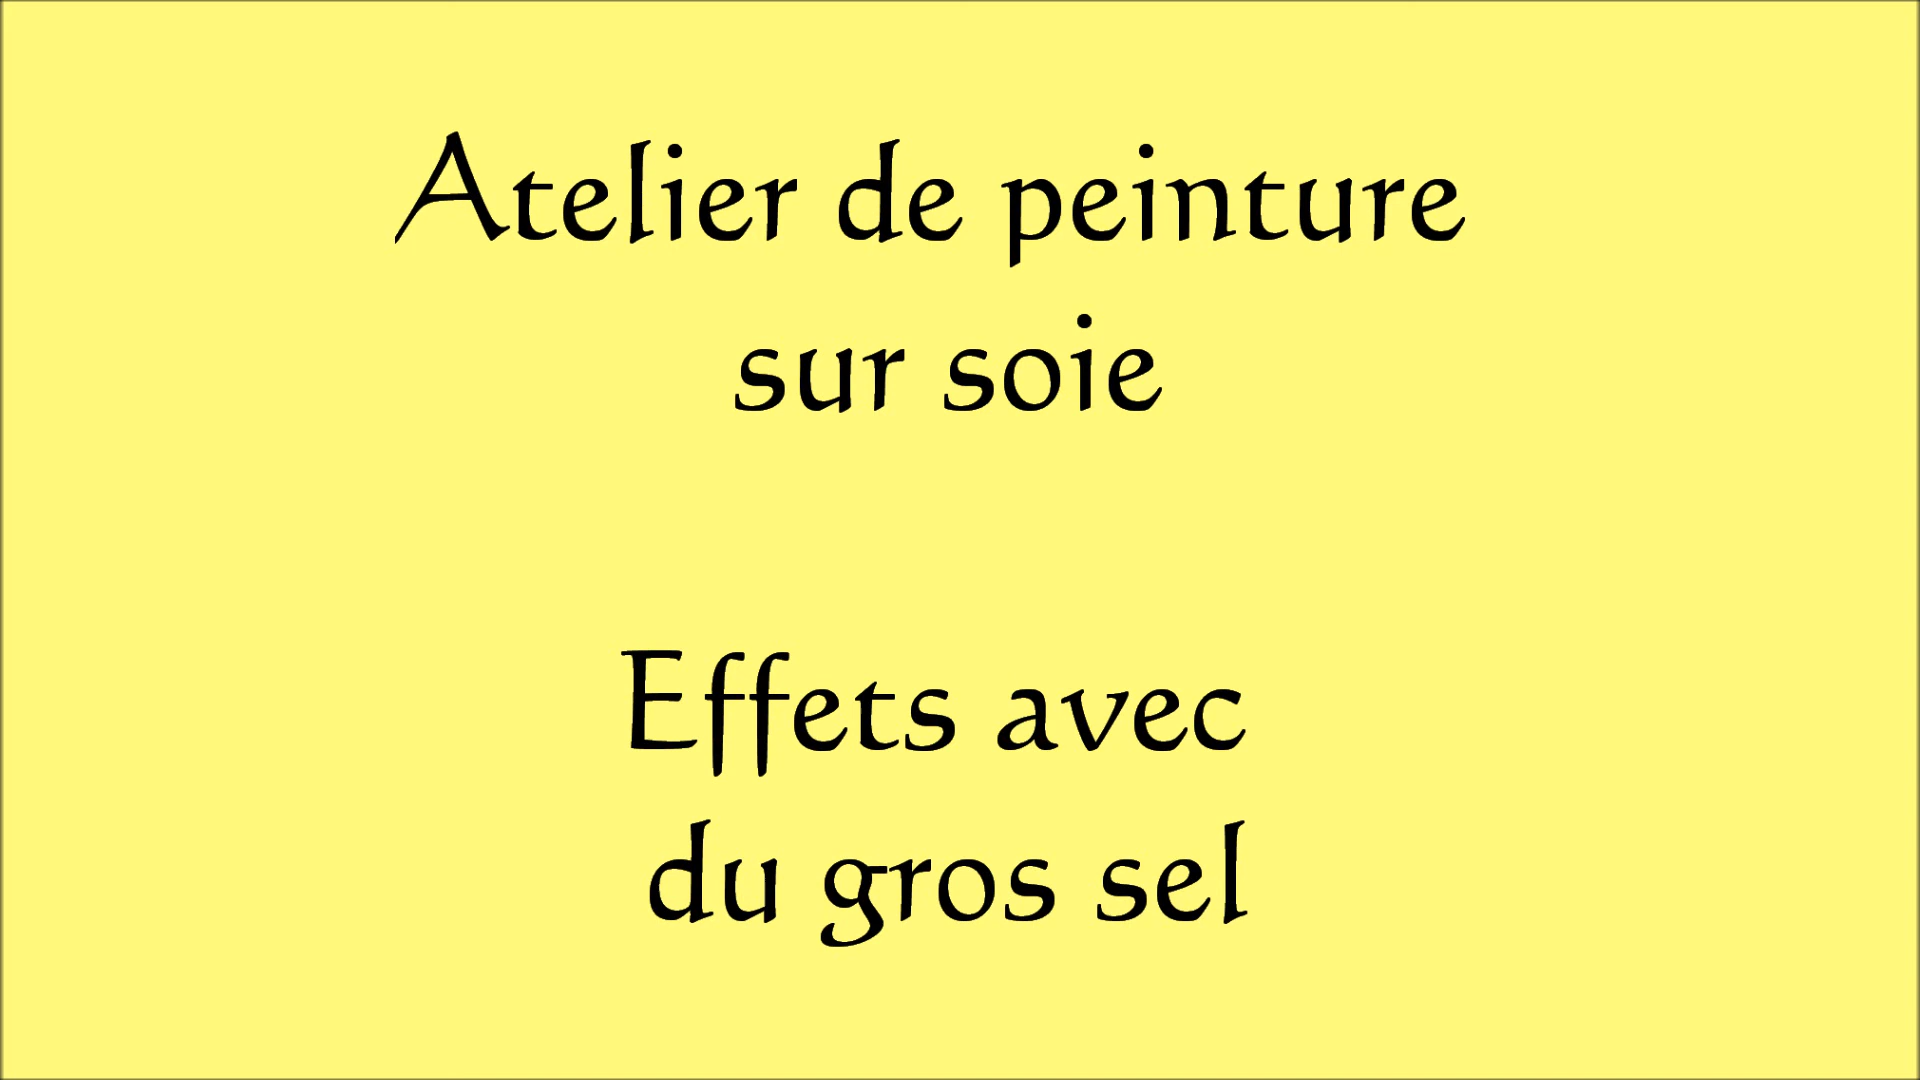 Atelier de peinture
sur soie
Effets avec
du gros sel